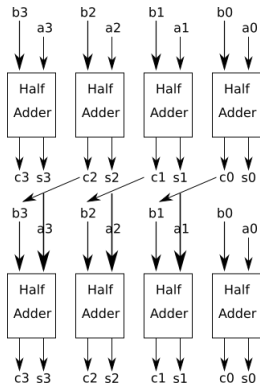 b3 b2 b1 b0
a3 a2 a1 a0
Half Half Half Half
Adder Adder Adder Adder
c3 s3 c2 s2 c1 s1 c0 s0
b3 b2 b1 b0
a3 a2 a1 a0
Half Half Half Half
Adder Adder Adder Adder
c3 s3 c2 s2 c1 s1 c0 s0